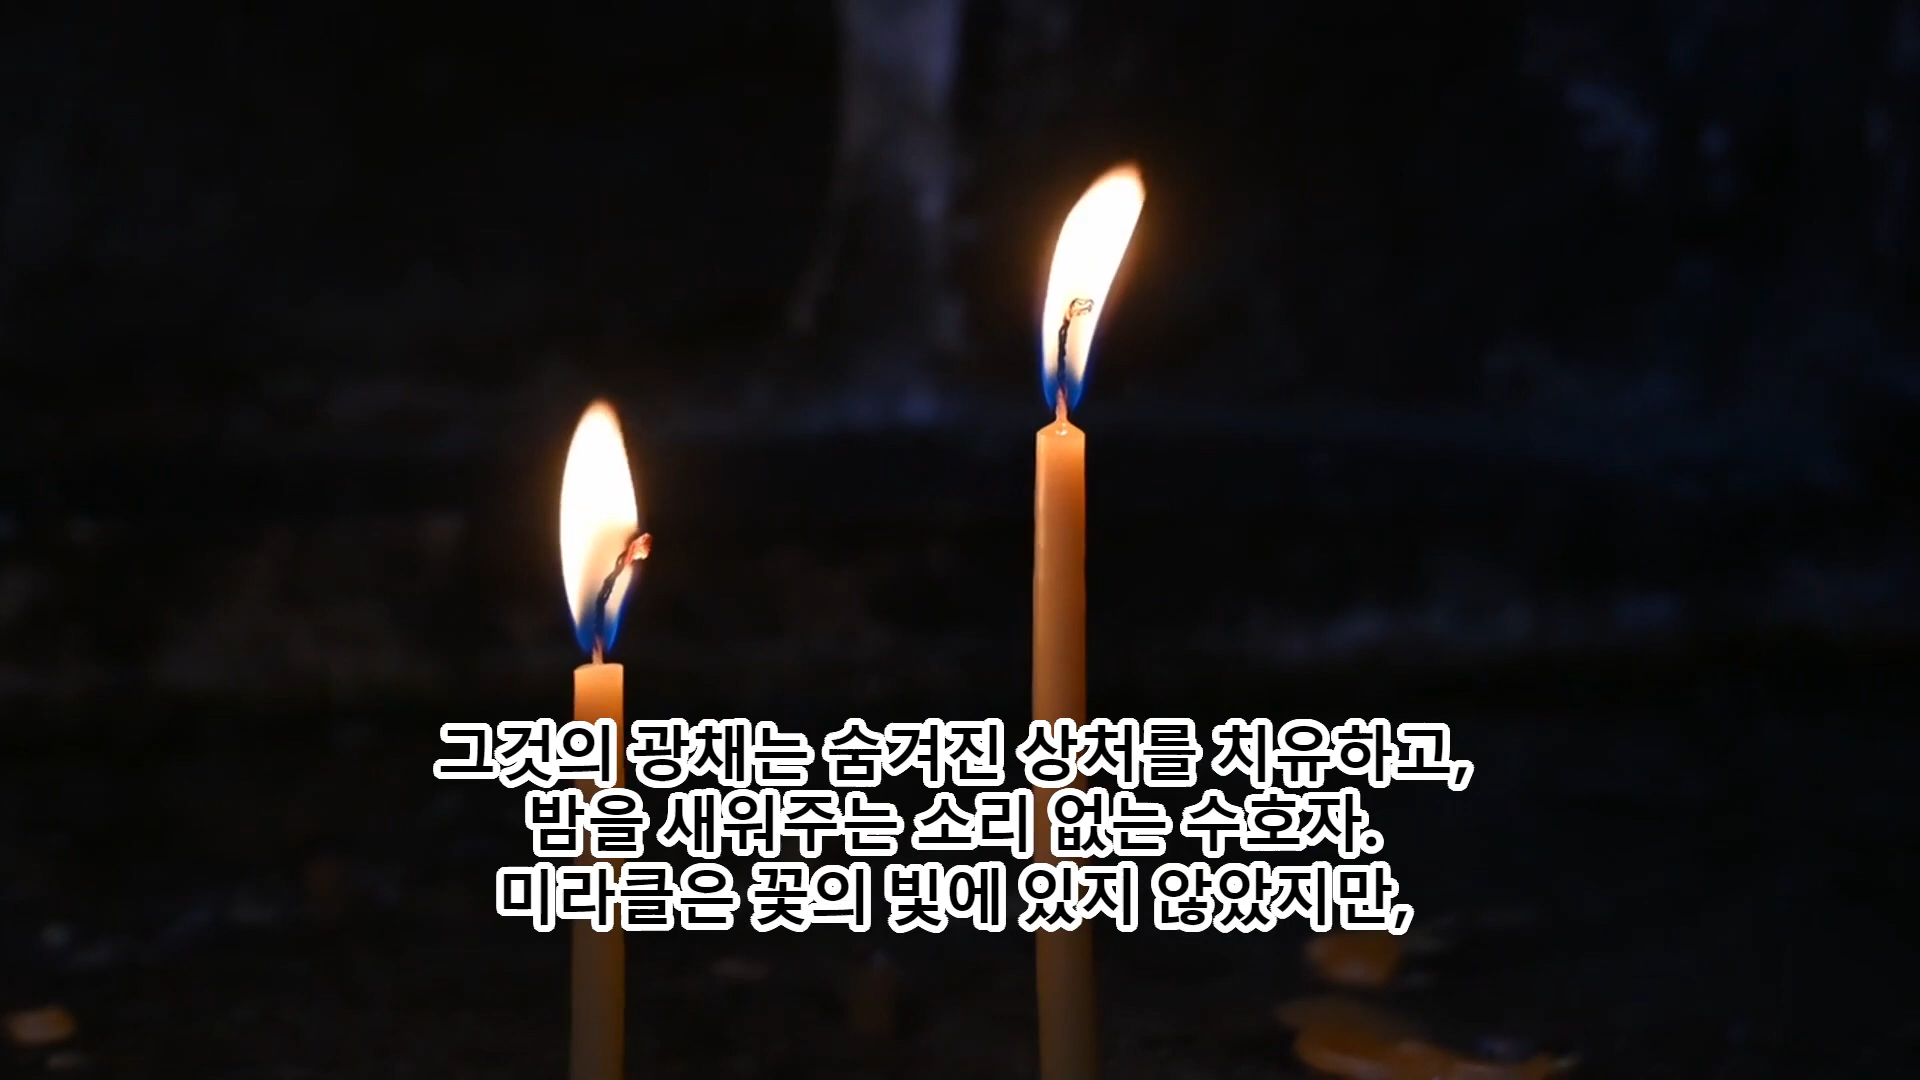 그것의 광채는 숨겨진 상처를 치유하고,
밤을 새워주는 소리 없는 수호자.
미라클은 꽃의 빛에 있지 않았지만,